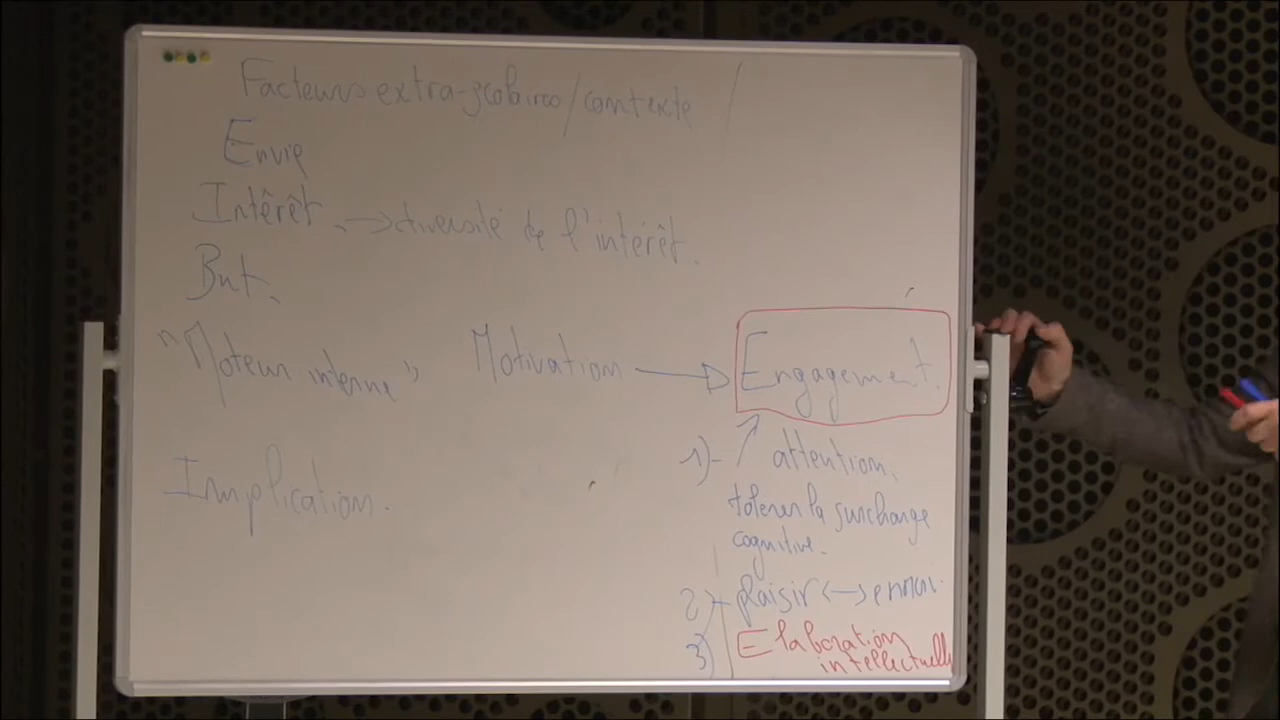 Facteurs extra-scolaires/contexte /
Envie
Intérêt. → diversité de l'intérêt.
But.
"Moteur interne" Motivation → Engagement.
Implication.
1) - attention,
tolérer la surcharge
cognitive.
2) - plaisir ↔ ennui.
3) Elaboration
intellectuelle